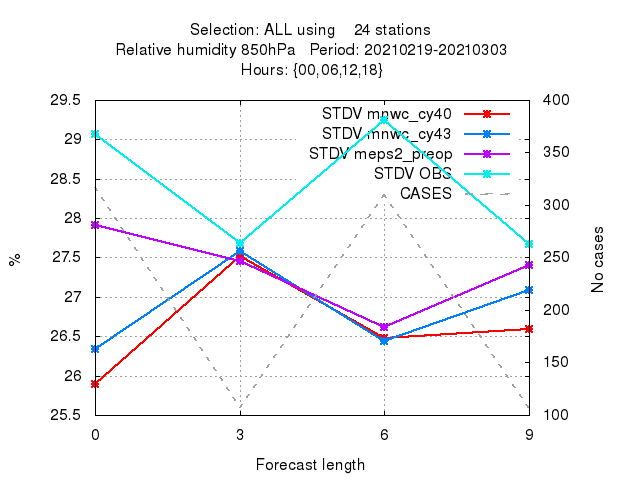 Selection: ALL using 24 stations
Relative humidity 850hPa Period: 20210219-20210303
Hours: {00,06,12,18}
STDV mnwc_cy40
STDV mnwc_cy43
STDV meps2_preop
STDV OBS
CASES
%
29.5
29
28.5
28
27.5
27
26.5
26
25.5
400
350
300
250
200
150
100
No cases
0 3 6 9
Forecast length